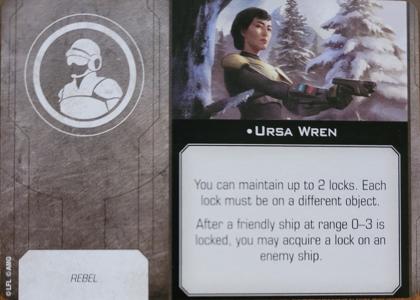 •URSA WREN
You can maintain up to 2 locks. Each
lock must be on a different object.
After a friendly ship at range 0–3 is
locked, you may acquire a lock on an
enemy ship.
REBEL
©LFL ©AMG